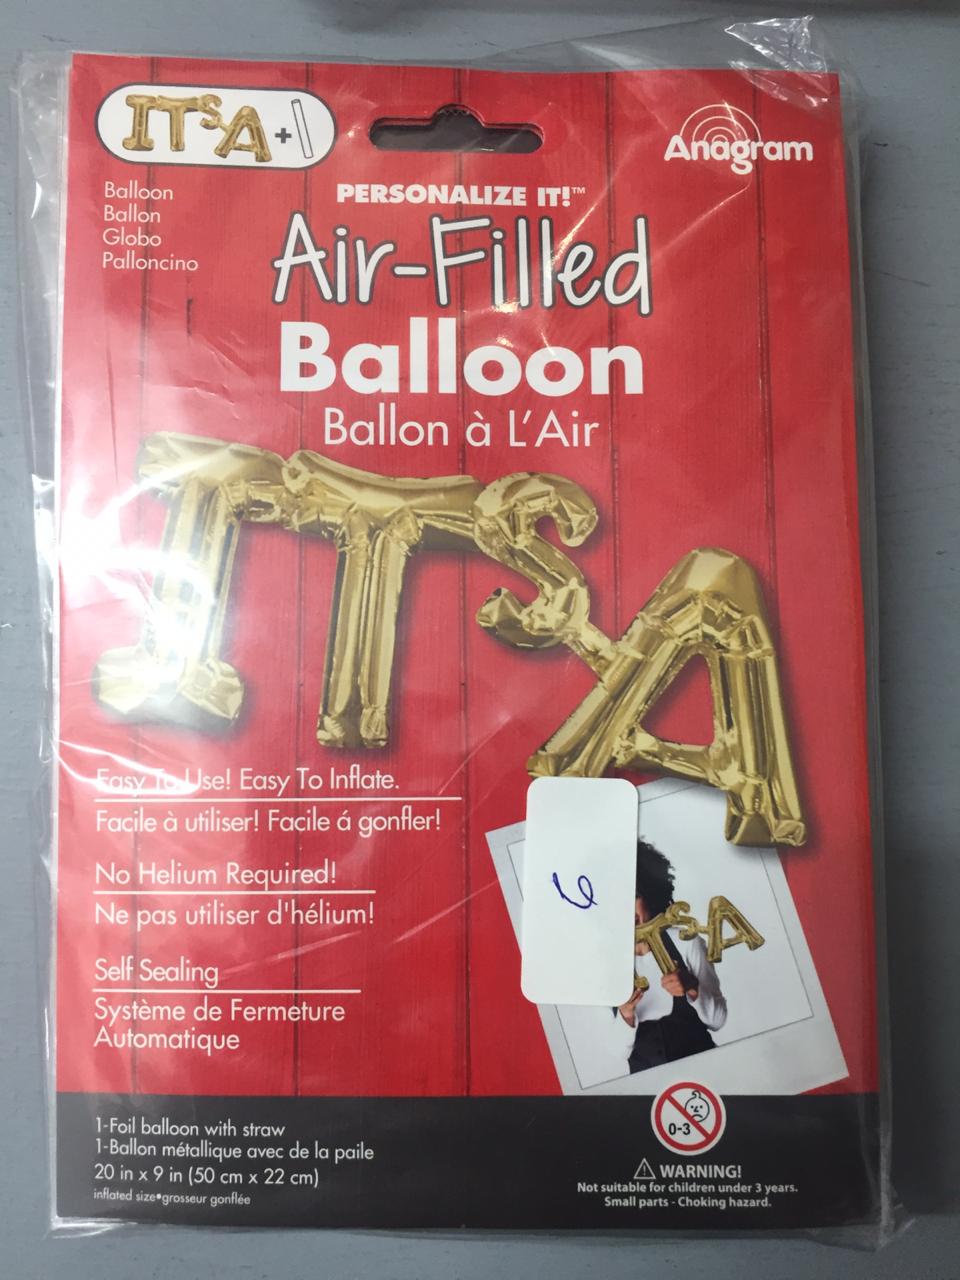 ITSA +
Anagram
Balloon
Ballon
Globo
Palloncino
PERSONALIZE IT!™
Air-Filled
Balloon
Ballon à L'Air
ITSA
Easy To Use! Easy To Inflate.
Facile à utiliser! Facile á gonfler!
No Helium Required!
Ne pas utiliser d'hélium!
Self Sealing
Système de Fermeture
Automatique
TSA
1-Foil balloon with straw
1-Ballon métallique avec de la paile
20 in x 9 in (50 cm x 22 cm)
inflated size•grosseur gonflée
0-3
WARNING!
Not suitable for children under 3 years.
Small parts - Choking hazard.